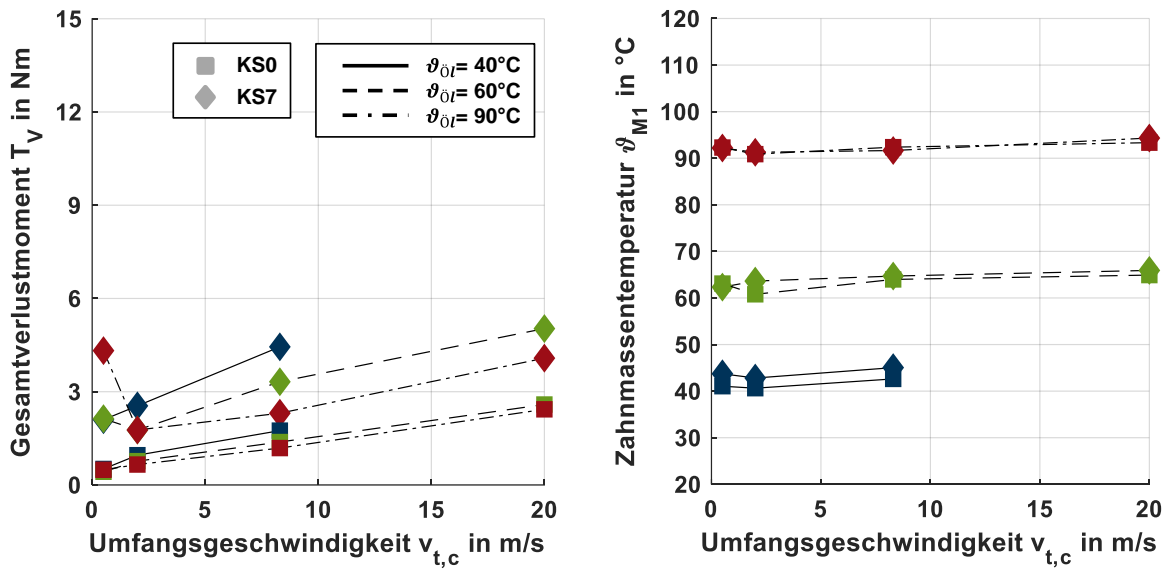 Gesamtverlustmoment T_V in Nm
15
12
9
6
3
0
KS0
KS7
ϑ_Öl= 40°C
ϑ_Öl= 60°C
ϑ_Öl= 90°C
0 5 10 15 20
Umfangsgeschwindigkeit v_t,c in m/s
Zahnmassentemperatur ϑ_M1 in °C
120
110
100
90
80
70
60
50
40
30
20
0 5 10 15 20
Umfangsgeschwindigkeit v_t,c in m/s